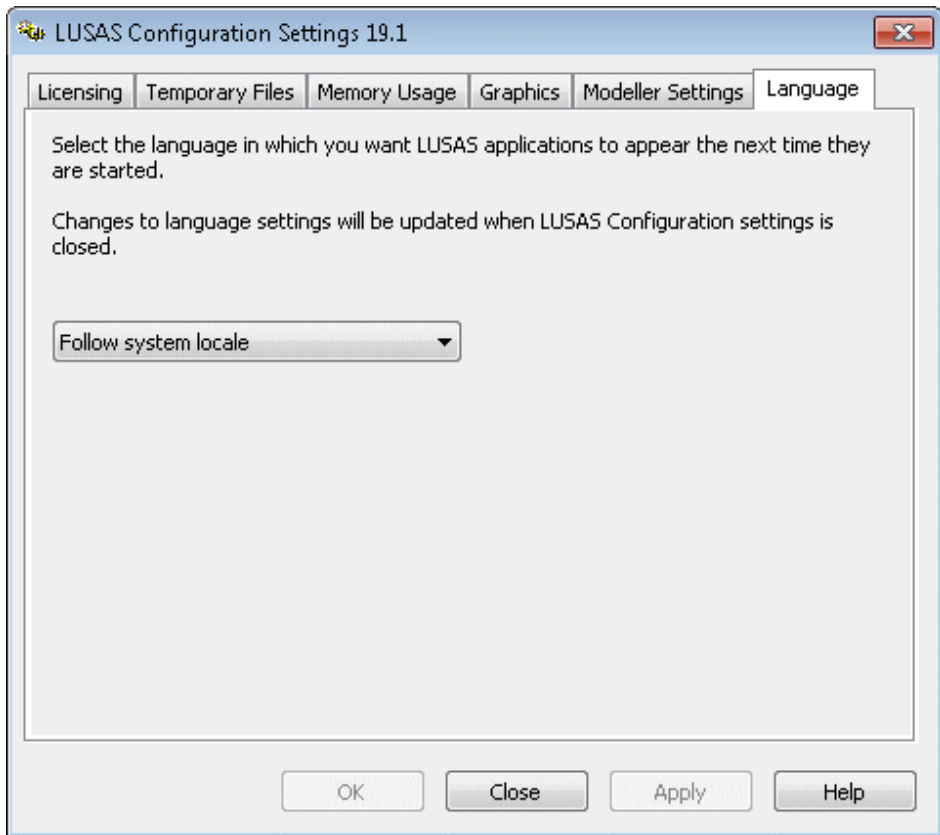 LUSAS Configuration Settings 19.1
Licensing Temporary Files Memory Usage Graphics Modeller Settings Language
Select the language in which you want LUSAS applications to appear the next time they
are started.
Changes to language settings will be updated when LUSAS Configuration settings is
closed.
Follow system locale
OK Close Apply Help